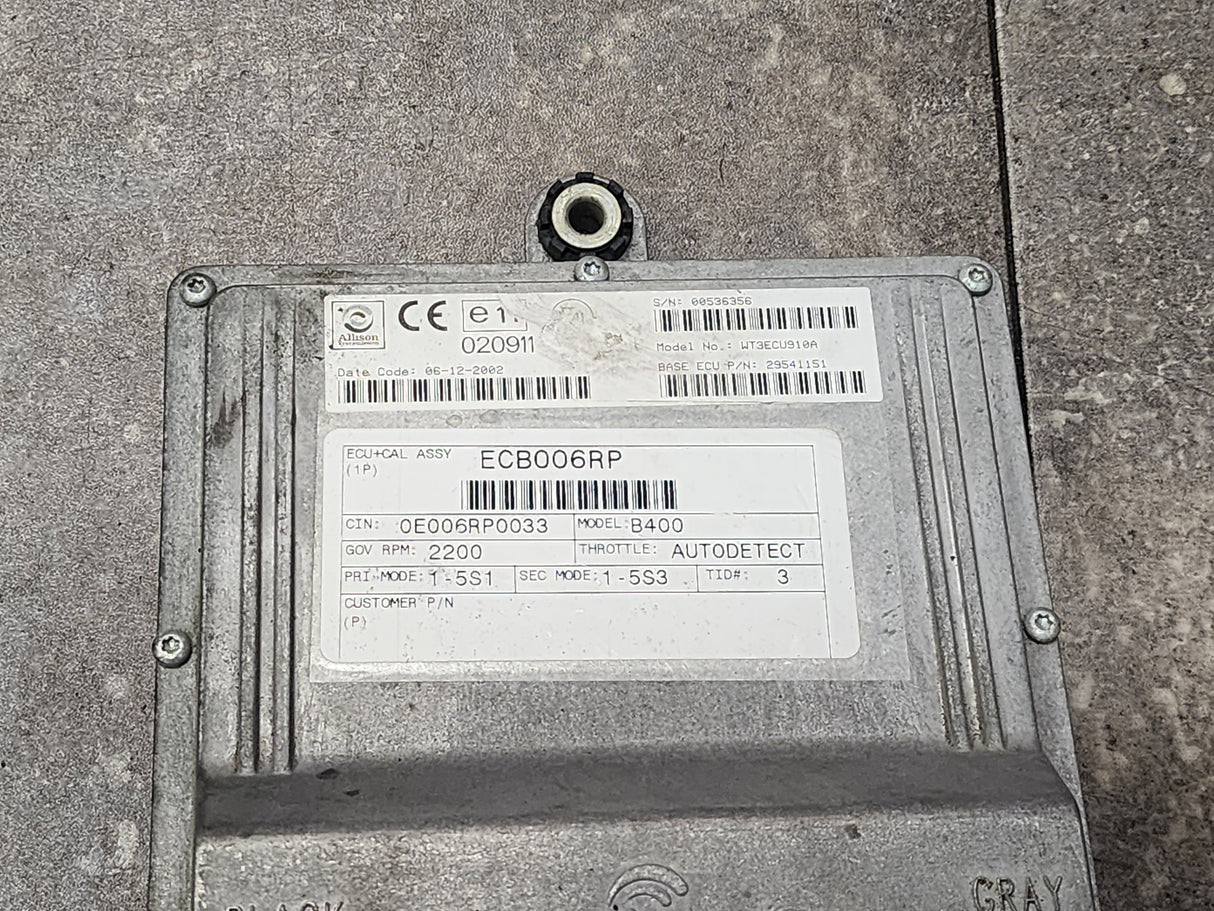 Allison
CE e1.
020911
Date Code: 06-12-2002
S/N: 00536356
Model No.: WT3ECU910A
BASE ECU P/N: 29541151
ECU+CAL ASSY ECB006RP
(1P)
CIN: 0E006RP0033 MODEL: B400
GOV RPM: 2200 THROTTLE: AUTODETECT
PRI MODE: 1-5S1 SEC MODE: 1-5S3 TID#: 3
CUSTOMER P/N
(P)
BLACK GRAY